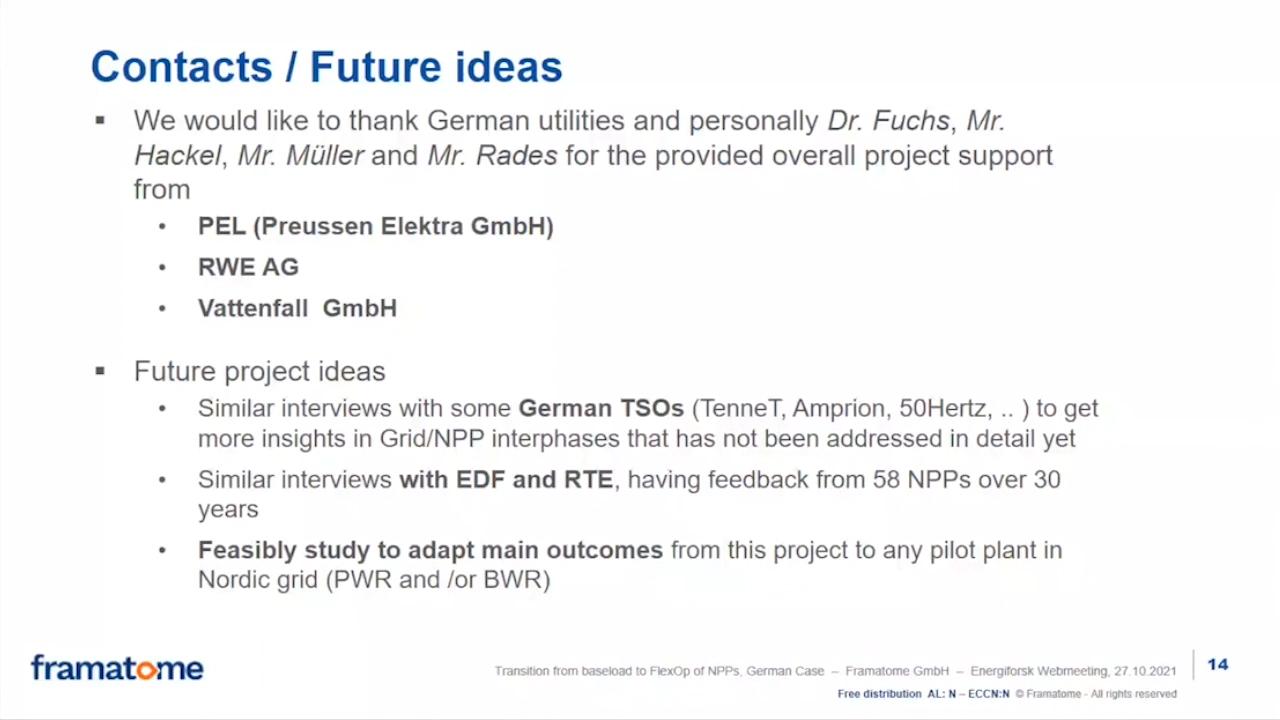 Contacts / Future ideas
▪ We would like to thank German utilities and personally Dr. Fuchs, Mr.
Hackel, Mr. Müller and Mr. Rades for the provided overall project support
from
• PEL (Preussen Elektra GmbH)
• RWE AG
• Vattenfall GmbH
▪ Future project ideas
• Similar interviews with some German TSOs (TenneT, Amprion, 50Hertz, .. ) to get
more insights in Grid/NPP interphases that has not been addressed in detail yet
• Similar interviews with EDF and RTE, having feedback from 58 NPPs over 30
years
• Feasibly study to adapt main outcomes from this project to any pilot plant in
Nordic grid (PWR and /or BWR)
framatome
Transition from baseload to FlexOp of NPPs, German Case – Framatome GmbH – Energiforsk Webmeeting, 27.10.2021
14
Free distribution AL: N – ECCN:N © Framatome - All rights reserved